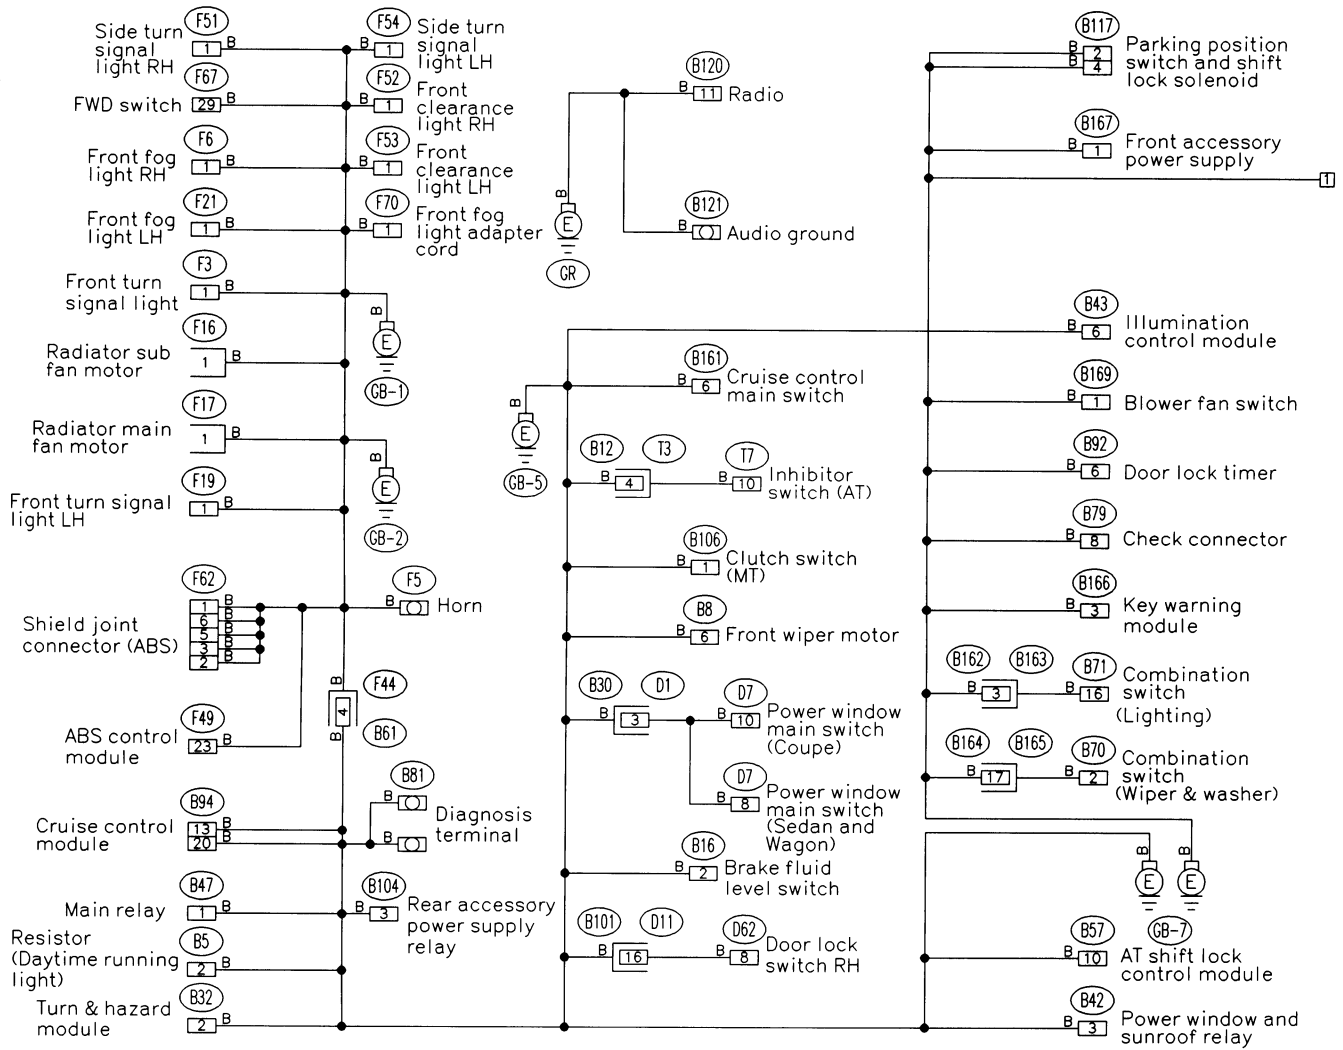 F51
Side turn
signal
light RH
1
B
F67
FWD switch
29
B
F6
Front fog
light RH
1
B
F21
Front fog
light LH
1
B
F3
Front turn
signal light
1
B
F16
Radiator sub
fan motor
1
B
F17
Radiator main
fan motor
1
B
F19
Front turn signal
light LH
1
B
F62
Shield joint
connector (ABS)
1
B
6
B
5
B
3
B
2
B
F49
ABS control
module
23
B
B94
Cruise control
module
13
B
20
B
B47
Main relay
1
B
B5
Resistor
(Daytime running
light)
2
B
B32
Turn & hazard
module
2
B
F54
B
1
Side turn
signal
light LH
F52
B
1
Front
clearance
light RH
F53
B
1
Front
clearance
light LH
F70
B
1
Front fog
light adapter
cord
B
E
GB-1
B
E
GB-2
F5
B
Horn
B
F44
4
B
B61
B81
B
B
Diagnosis
terminal
B104
B
3
Rear accessory
power supply
relay
B120
B
11
Radio
B
E
GR
B121
B
Audio ground
B161
B
6
Cruise control
main switch
B
E
GB-5
B12
T3
T7
B
4
B
10
Inhibitor
switch (AT)
B106
B
1
Clutch switch
(MT)
B8
B
6
Front wiper motor
B30
D1
D7
B
3
B
10
Power window
main switch
(Coupe)
D7
B
8
Power window
main switch
(Sedan and
Wagon)
B16
B
2
Brake fluid
level switch
B101
D11
D62
B
16
B
8
Door lock
switch RH
B117
B
2
B
4
Parking position
switch and shift
lock solenoid
B167
B
1
Front accessory
power supply
1
B43
B
6
Illumination
control module
B169
B
1
Blower fan switch
B92
B
6
Door lock timer
B79
B
8
Check connector
B166
B
3
Key warning
module
B162
B163
B71
B
3
B
16
Combination
switch
(Lighting)
B164
B165
B70
B
17
B
2
Combination
switch
(Wiper & washer)
B
B
E
E
GB-7
B57
B
10
AT shift lock
control module
B42
B
3
Power window and
sunroof relay